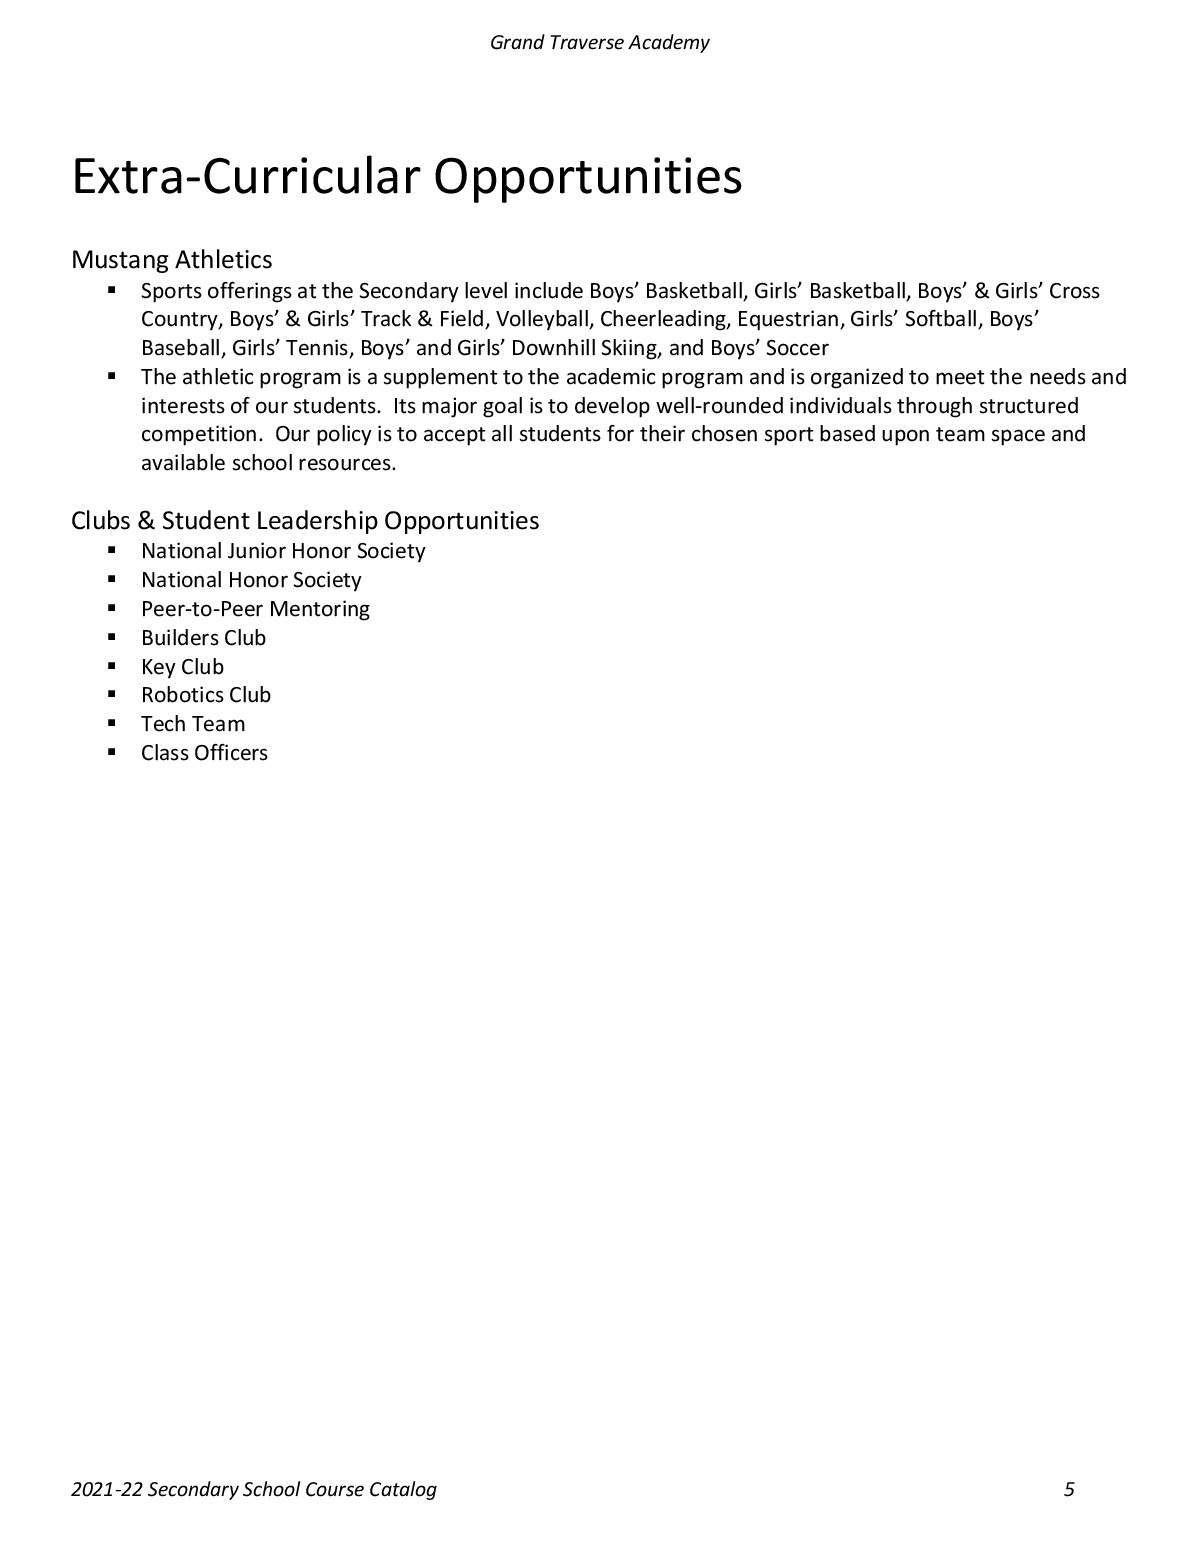 Grand Traverse Academy
Extra-Curricular Opportunities
Mustang Athletics
▪ Sports offerings at the Secondary level include Boys’ Basketball, Girls’ Basketball, Boys’ & Girls’ Cross
Country, Boys’ & Girls’ Track & Field, Volleyball, Cheerleading, Equestrian, Girls’ Softball, Boys’
Baseball, Girls’ Tennis, Boys’ and Girls’ Downhill Skiing, and Boys’ Soccer
▪ The athletic program is a supplement to the academic program and is organized to meet the needs and
interests of our students.  Its major goal is to develop well-rounded individuals through structured
competition.  Our policy is to accept all students for their chosen sport based upon team space and
available school resources.
Clubs & Student Leadership Opportunities
▪ National Junior Honor Society
▪ National Honor Society
▪ Peer-to-Peer Mentoring
▪ Builders Club
▪ Key Club
▪ Robotics Club
▪ Tech Team
▪ Class Officers
2021-22 Secondary School Course Catalog 5